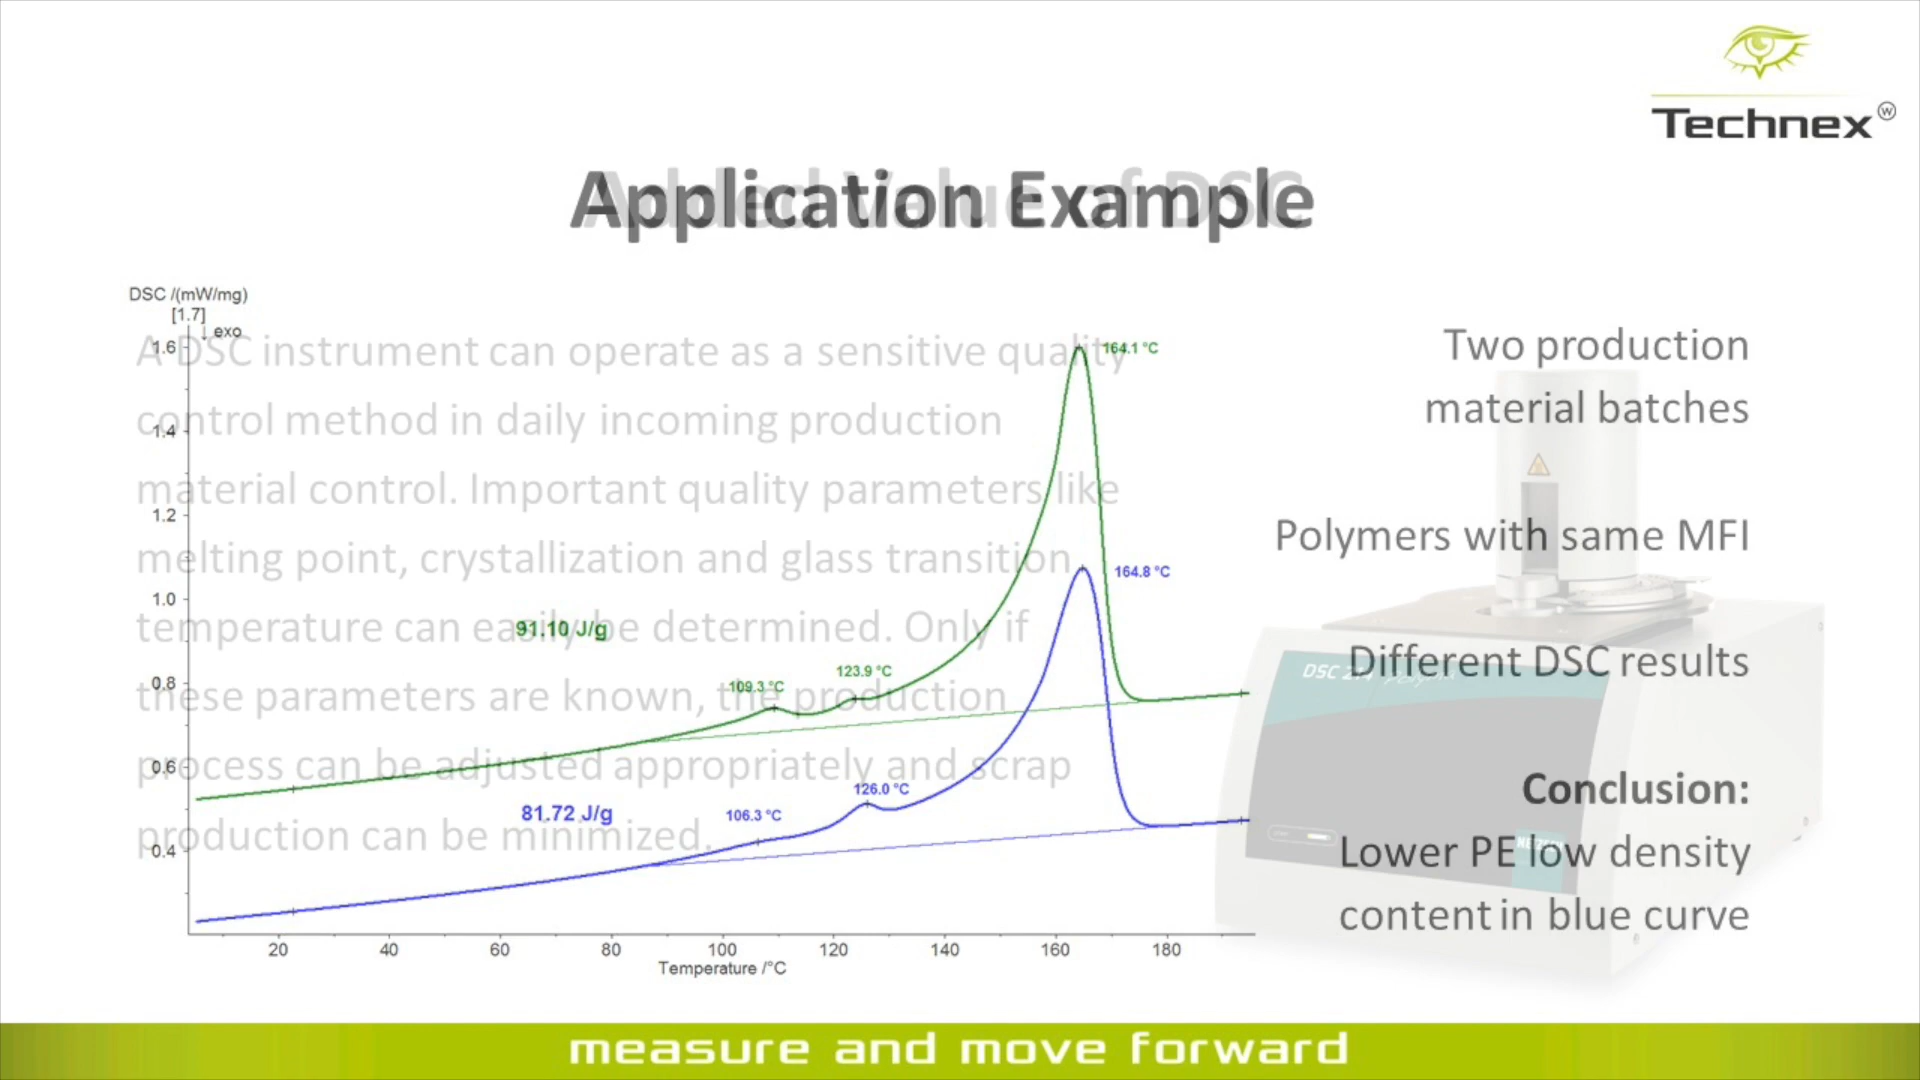 Technex
Application Example
Added Value of DSC
DSC /(mW/mg)
[1.7]
↓ exo
1.6
1.4
1.2
1.0
0.8
0.6
0.4
20 40 60 80 100 120 140 160 180
Temperature /°C
164.1 °C
164.8 °C
91.10 J/g
109.3 °C
123.9 °C
81.72 J/g
106.3 °C
126.0 °C
A DSC instrument can operate as a sensitive quality
control method in daily incoming production
material control. Important quality parameters like
melting point, crystallization and glass transition
temperature can easily be determined. Only if
these parameters are known, the production
process can be adjusted appropriately and scrap
production can be minimized.
Two production
material batches
Polymers with same MFI
Different DSC results
Conclusion:
Lower PE low density
content in blue curve
DSC
measure and move forward